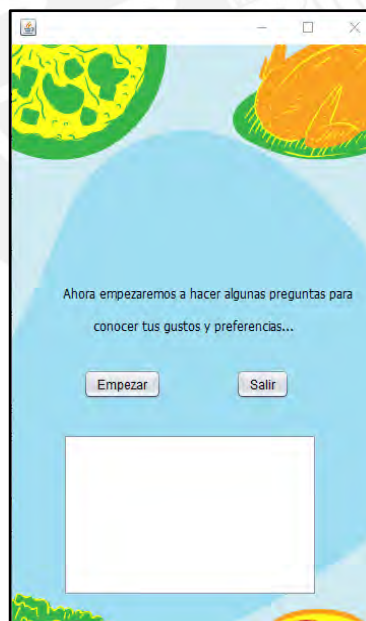 Ahora empezaremos a hacer algunas preguntas para
conocer tus gustos y preferencias...
Empezar
Salir